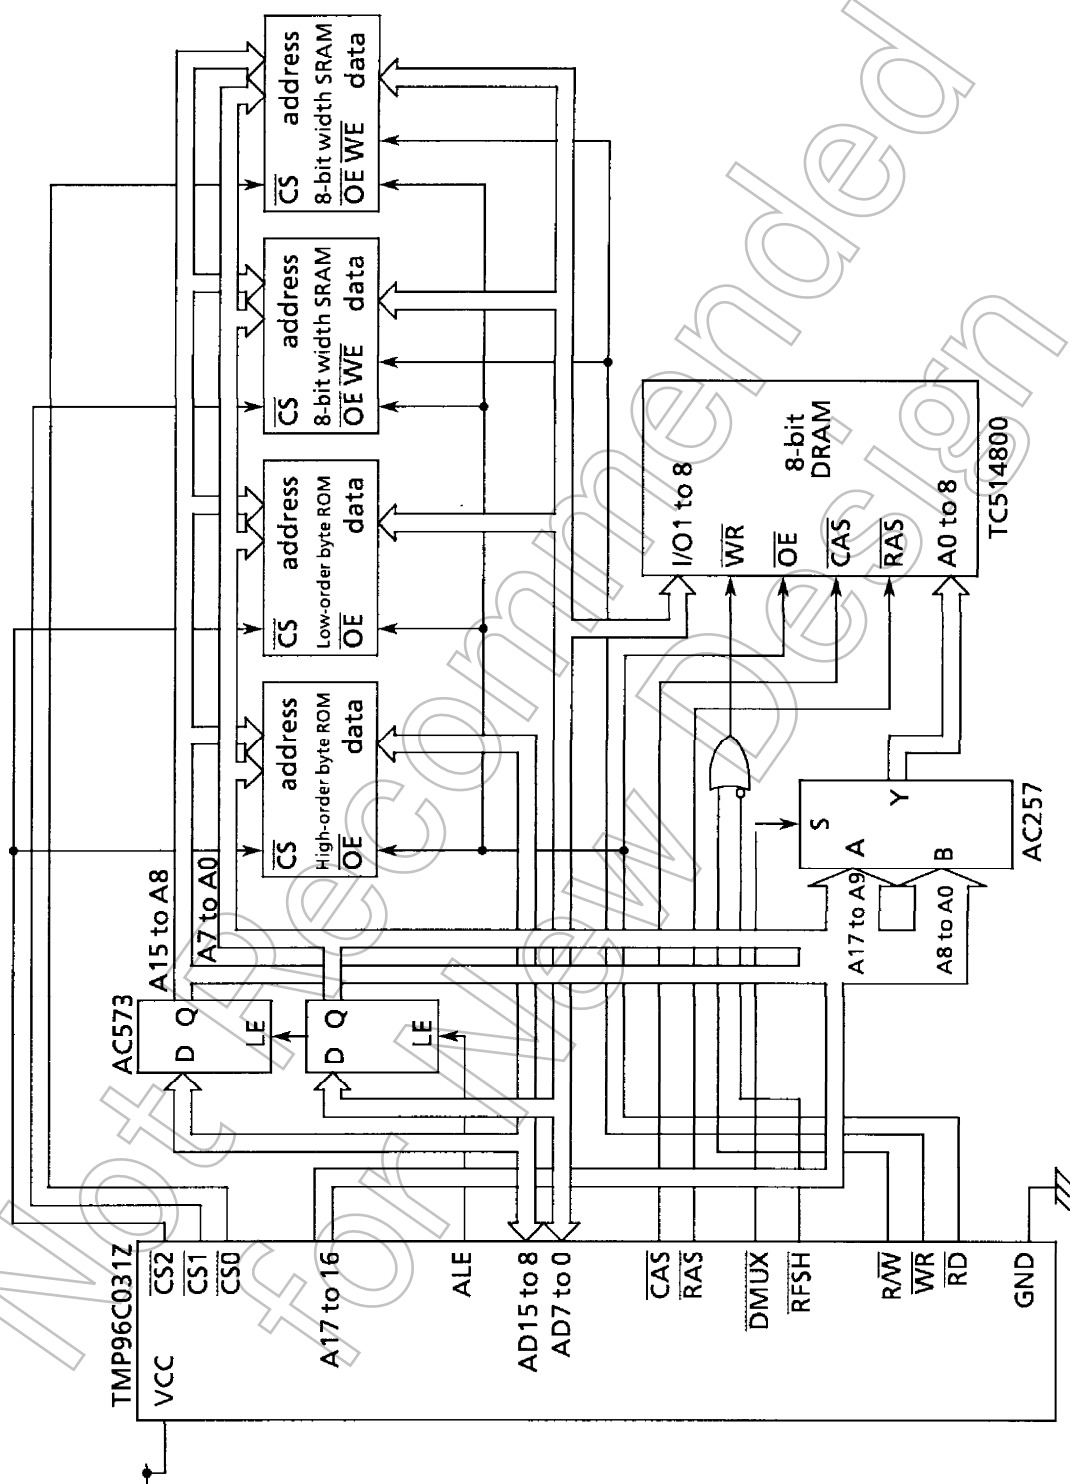 TMP96C031Z
VCC
CS2
CS1
CS0
A17 to 16
ALE
AD15 to 8
AD7 to 0
CAS
RAS
DMUX
RFSH
R/W
WR
RD
GND
AC573
D Q
LE
D Q
LE
A15 to A8
A7 to A0
CS address
High-order byte ROM
OE data
CS address
Low-order byte ROM
OE data
CS address
8-bit width SRAM
OE WE data
CS address
8-bit width SRAM
OE WE data
A17 to A9
A8 to A0
S
A
Y
B
AC257
I/O1 to 8
WR
OE
CAS
RAS
A0 to 8
8-bit
DRAM
TC514800
Not Recommended
for New Design